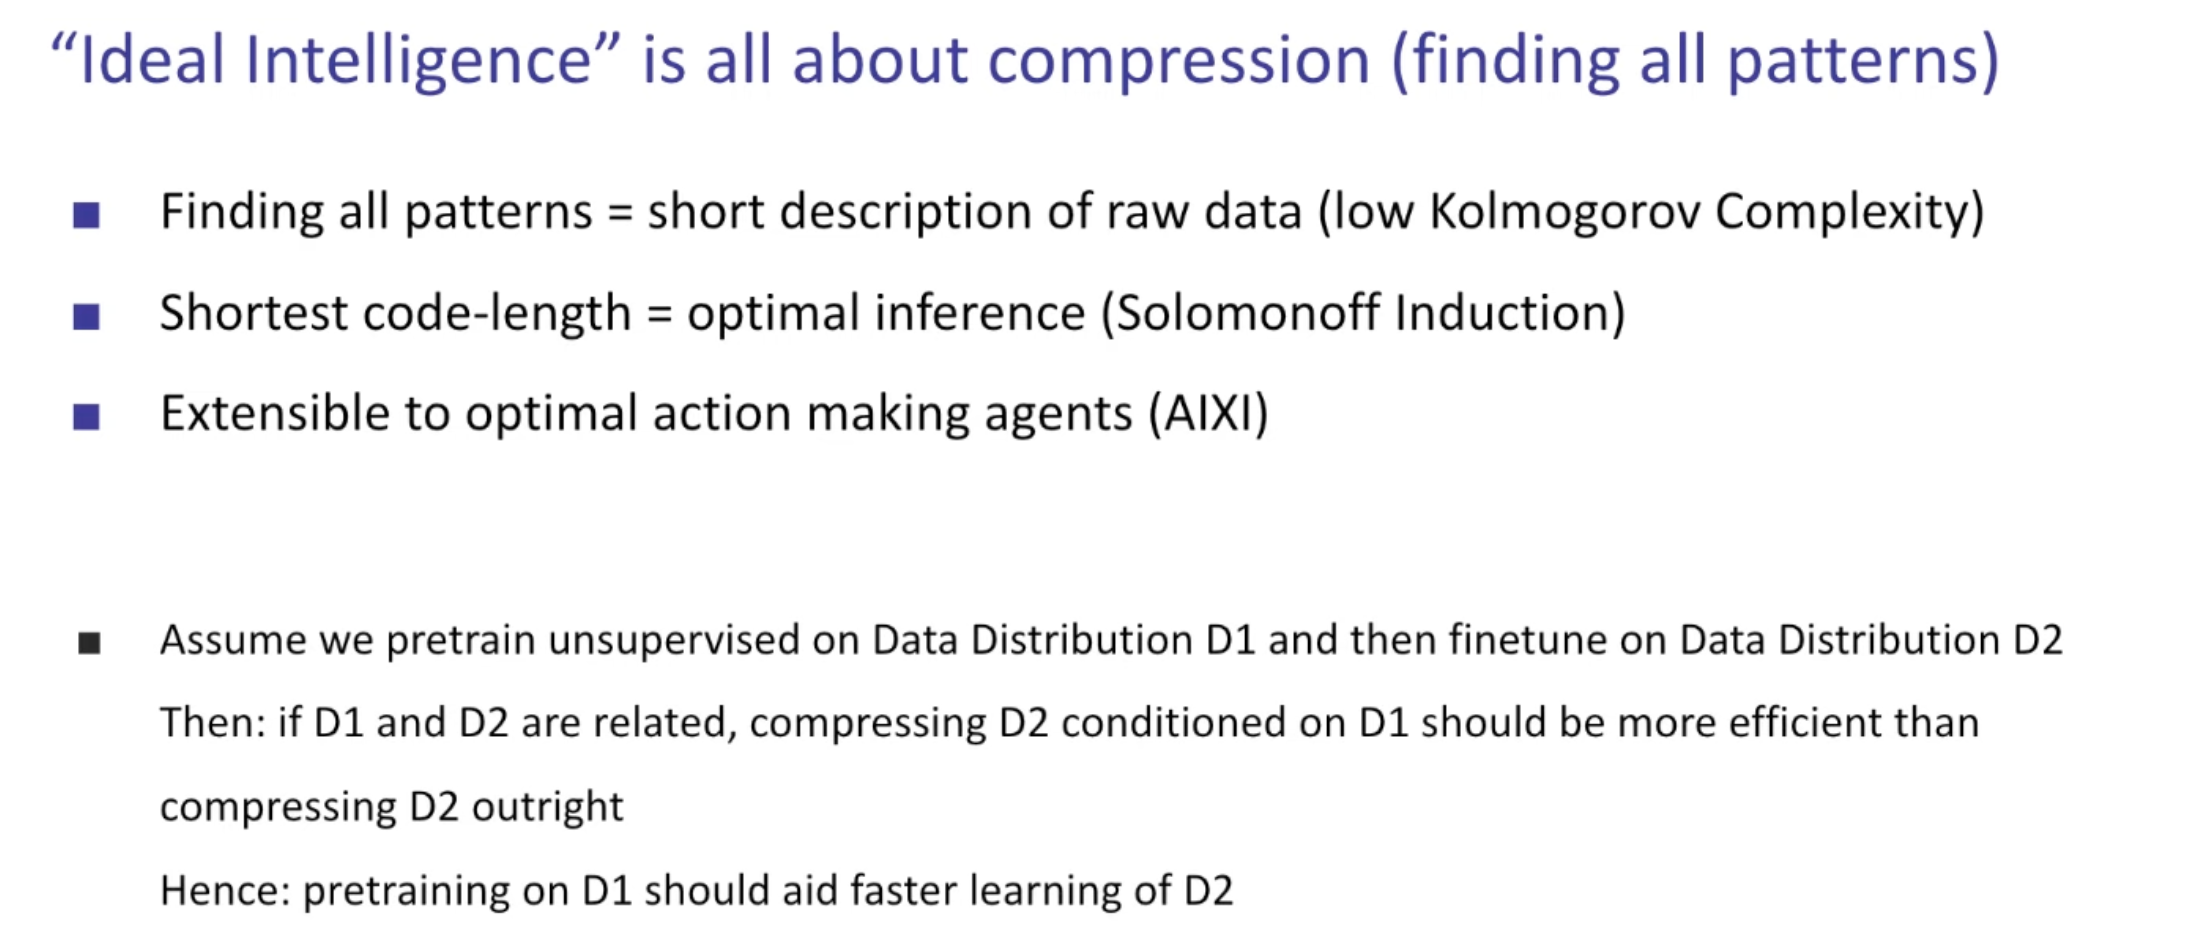 “Ideal Intelligence” is all about compression (finding all patterns)
Finding all patterns = short description of raw data (low Kolmogorov Complexity)
Shortest code-length = optimal inference (Solomonoff Induction)
Extensible to optimal action making agents (AIXI)
Assume we pretrain unsupervised on Data Distribution D1 and then finetune on Data Distribution D2
Then: if D1 and D2 are related, compressing D2 conditioned on D1 should be more efficient than
compressing D2 outright
Hence: pretraining on D1 should aid faster learning of D2